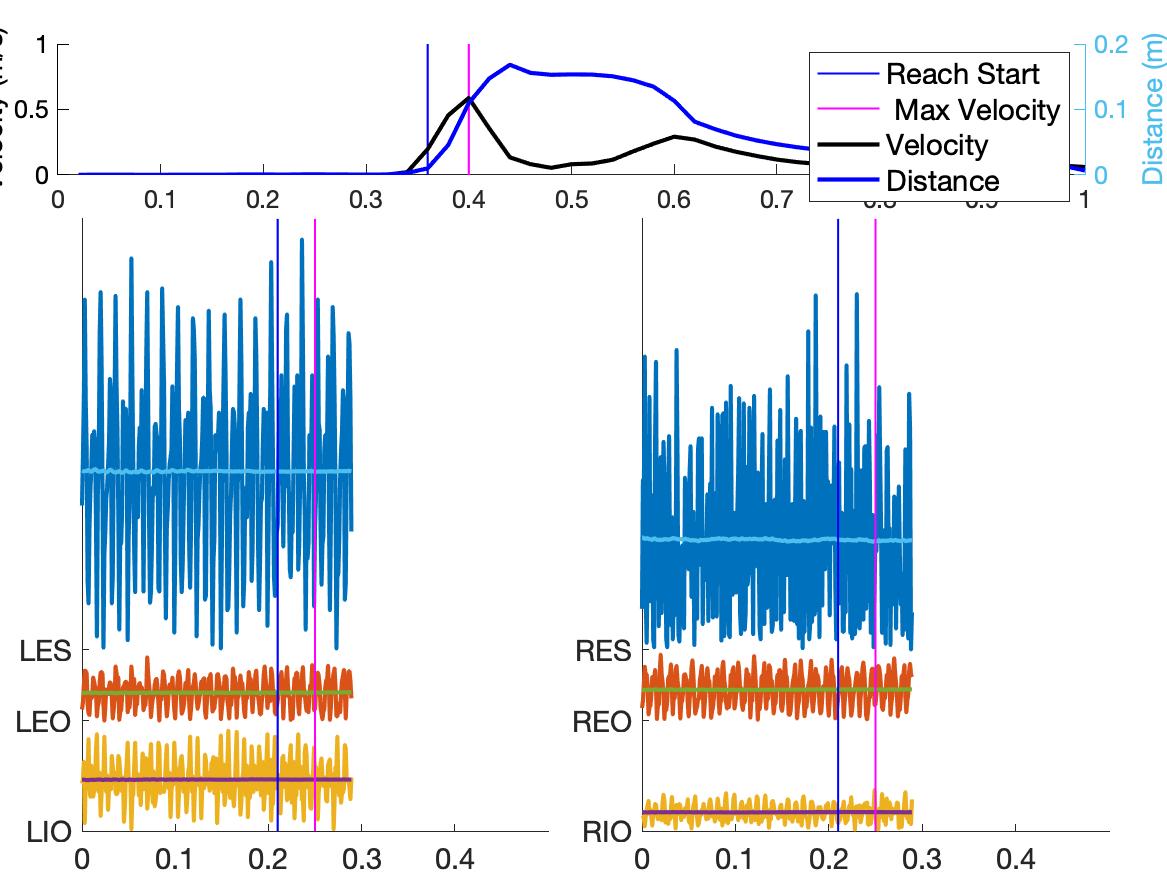 1
0.5
0
0 0.1 0.2 0.3 0.4 0.5 0.6 0.7 1
0.2
0.1
0
Distance (m)
Reach Start
Max Velocity
Velocity
Distance
LES
LEO
LIO
0 0.1 0.2 0.3 0.4
RES
REO
RIO
0 0.1 0.2 0.3 0.4